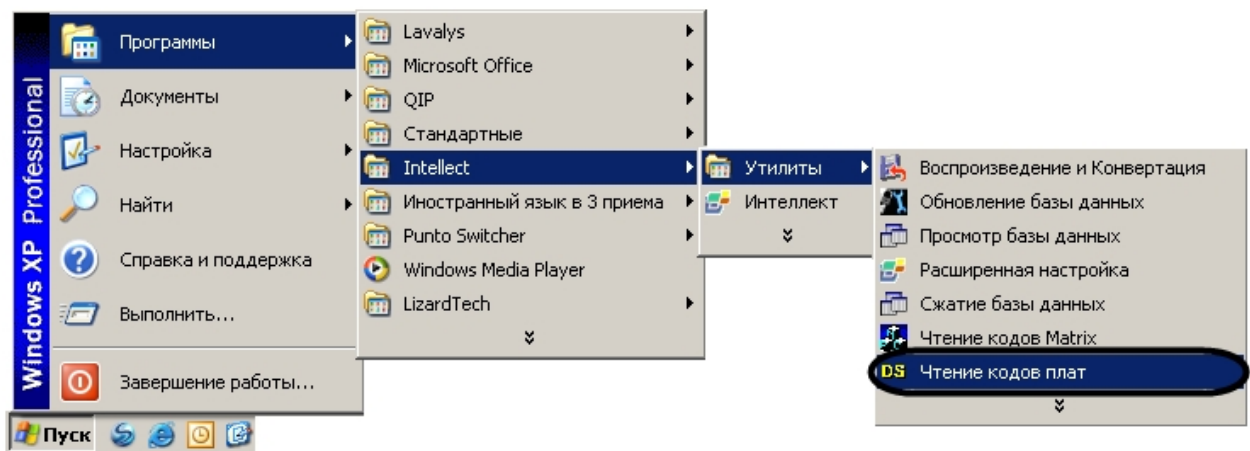 Windows XP Professional
Программы
Документы
Настройка
Найти
Справка и поддержка
Выполнить...
Завершение работы...
Пуск
Lavalys
Microsoft Office
QIP
Стандартные
Intellect
Иностранный язык в 3 приема
Punto Switcher
Windows Media Player
LizardTech
Утилиты
Интеллект
Воспроизведение и Конвертация
Обновление базы данных
Просмотр базы данных
Расширенная настройка
Сжатие базы данных
Чтение кодов Matrix
DS Чтение кодов плат